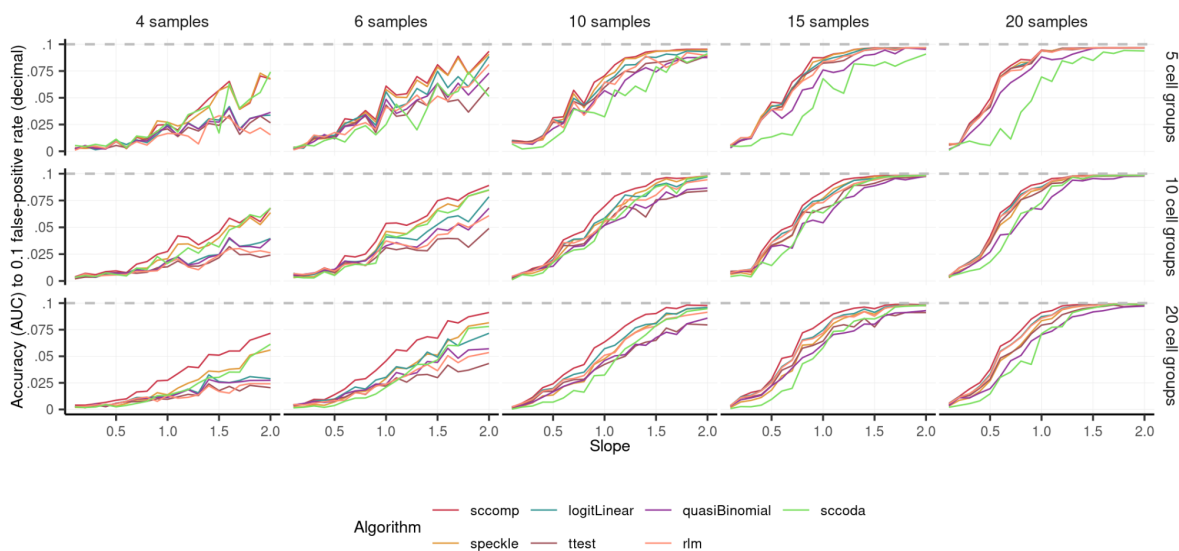 4 samples
6 samples
10 samples
15 samples
20 samples
Accuracy (AUC) to 0.1 false-positive rate (decimal)
.1
.075
.05
.025
0
5 cell groups
.1
.075
.05
.025
0
10 cell groups
.1
.075
.05
.025
0
20 cell groups
0.5 1.0 1.5 2.0
0.5 1.0 1.5 2.0
0.5 1.0 1.5 2.0
0.5 1.0 1.5 2.0
0.5 1.0 1.5 2.0
Slope
Algorithm
sccomp logitLinear quasiBinomial sccoda
speckle ttest rlm